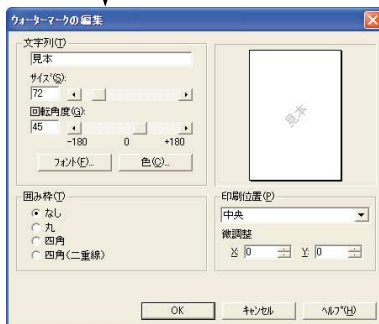 ウォーターマークの編集
文字列(T)
見本
サイズ(S):
72
回転角度(G):
45
-180 0 +180
フォント(F)... 色(C)...
囲み枠(T)
なし
丸
四角
四角(二重線)
見本
印刷位置(P)
中央
微調整
X 0 Y 0
OK キャンセル ヘルプ(H)